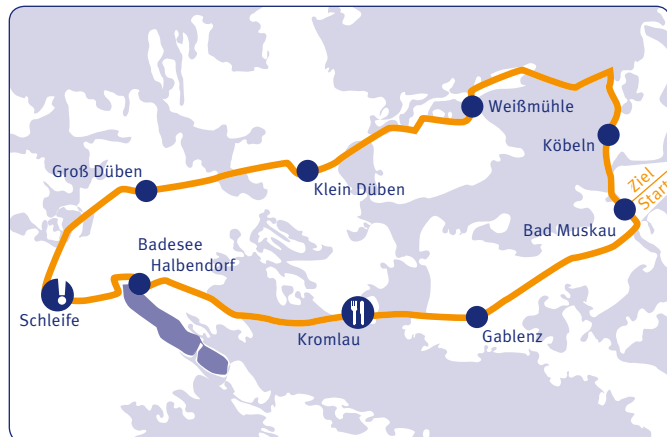 Weißmühle
Köbeln
Groß Düben
Klein Düben
Ziel
Start
Bad Muskau
Badesee
Halbendorf
Schleife
Kromlau
Gablenz